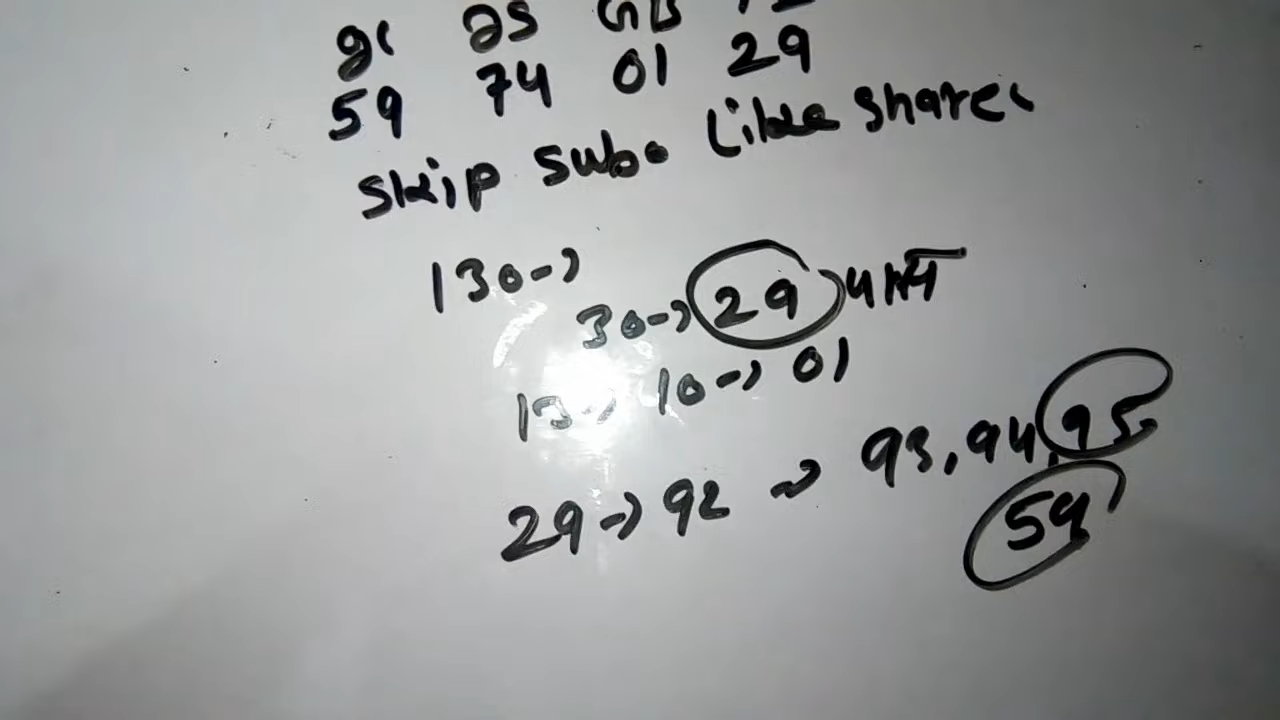 59 74 01 29
Skip subs Like share
130→
30→ 29
10→ 01
29→ 92 → 93, 94, 95
59